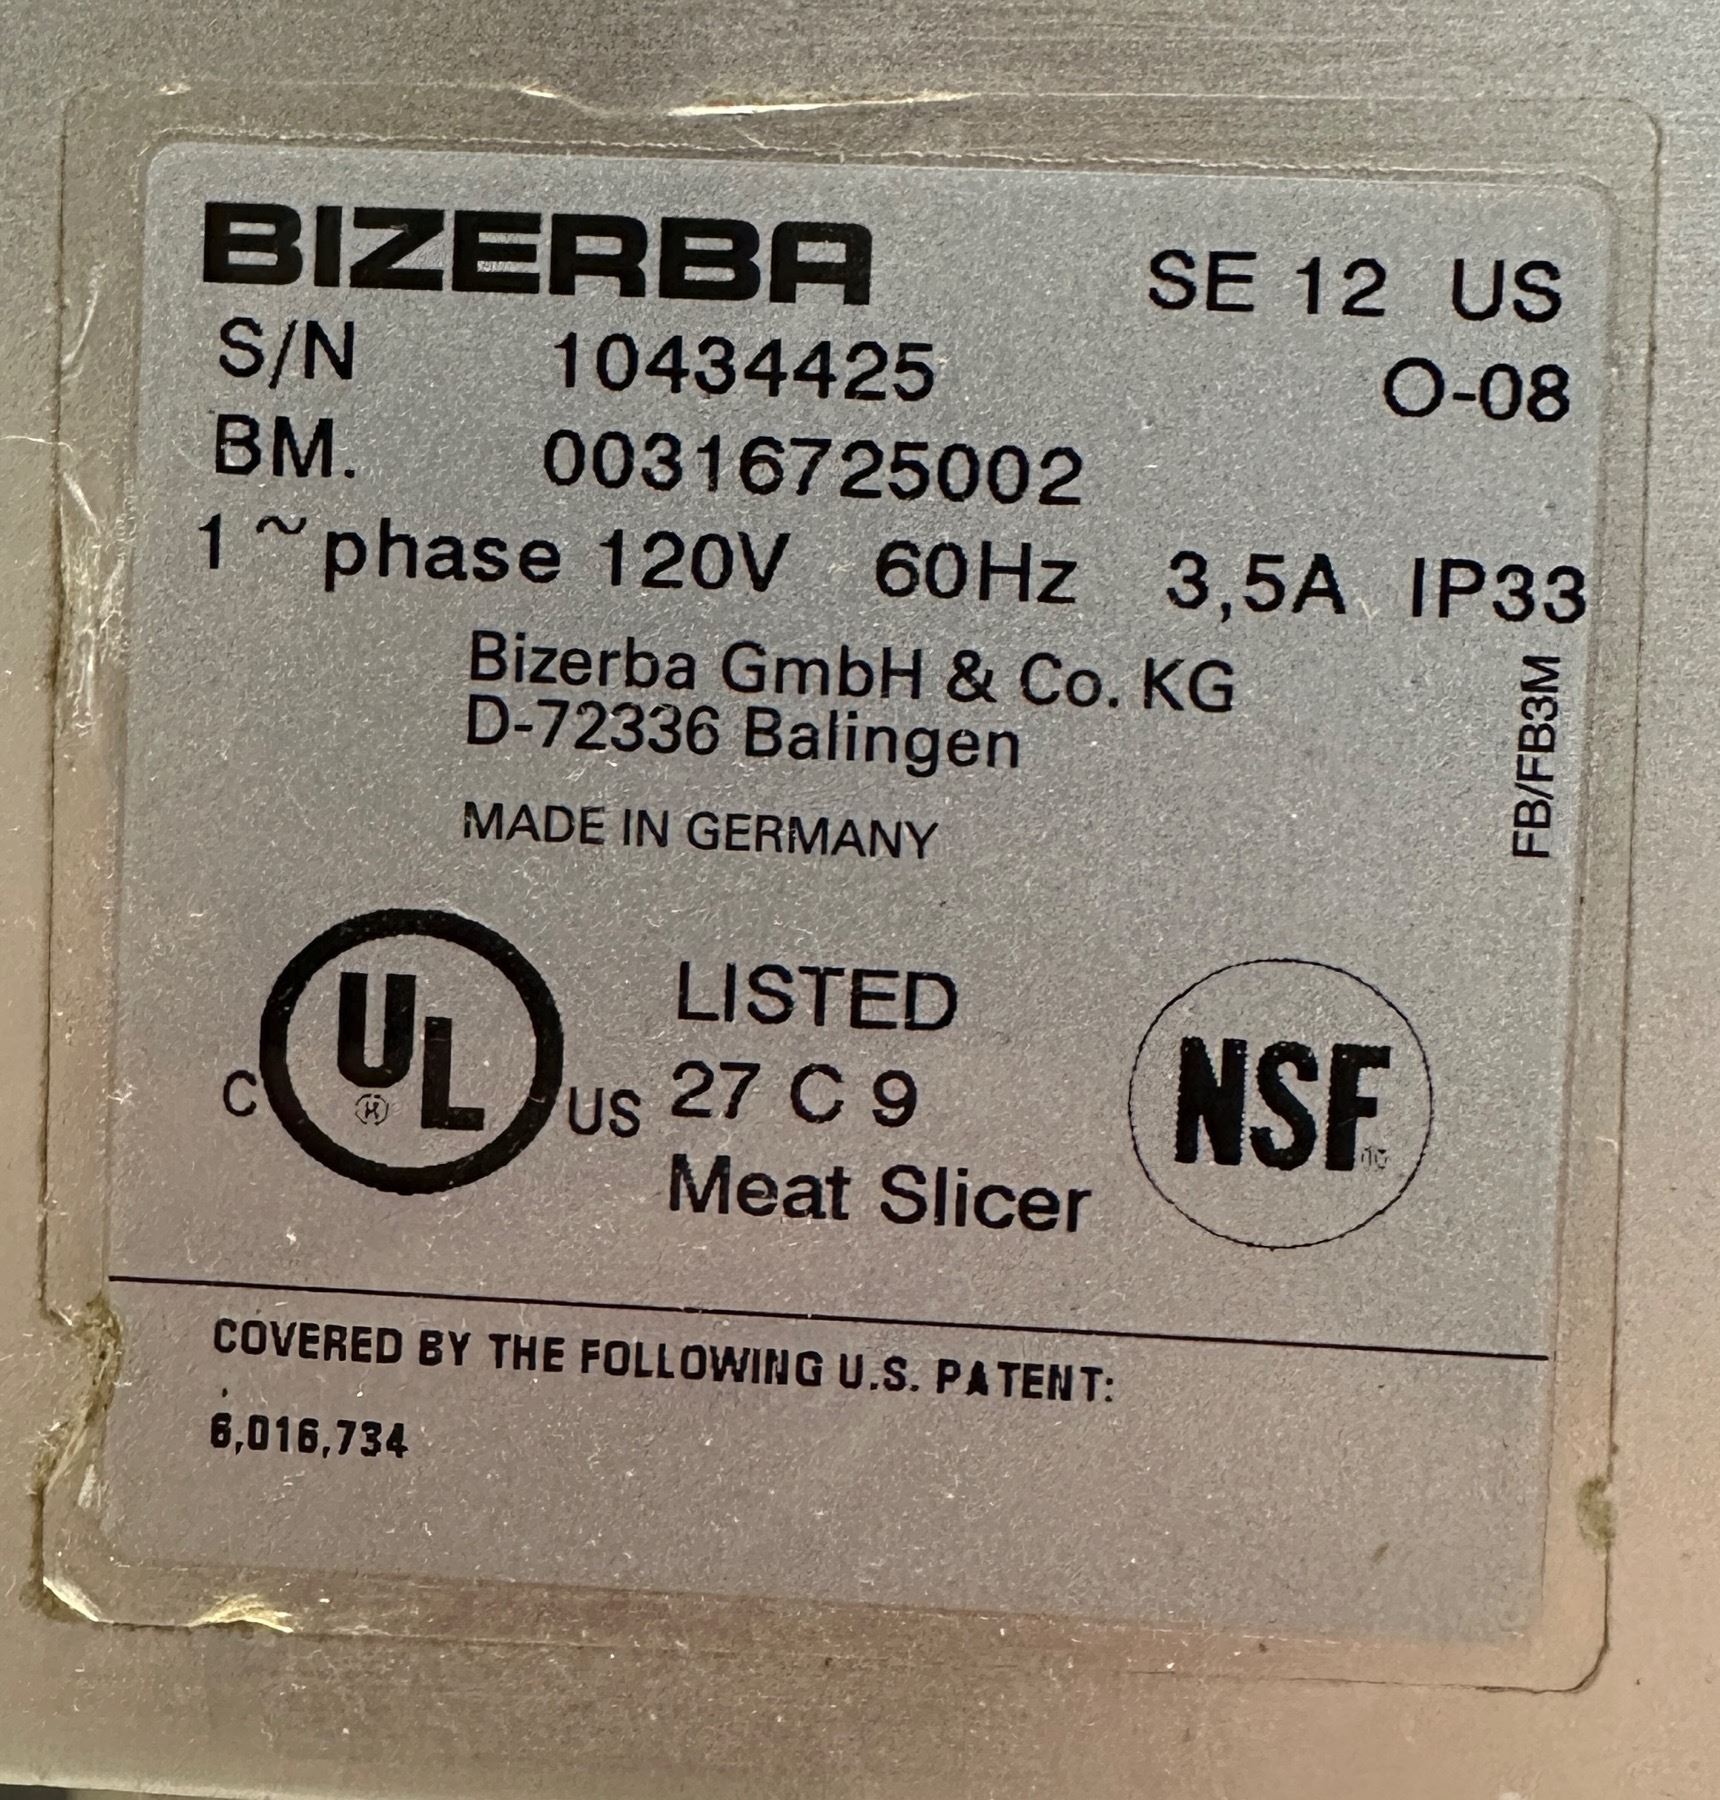 BIZERBA SE 12 US
S/N 10434425 O-08
BM. 00316725002
1 ~ phase 120V 60Hz 3,5A IP33
Bizerba GmbH & Co. KG
D-72336 Balingen
MADE IN GERMANY
FB/FB3M
C UL US LISTED
27 C 9
Meat Slicer
NSF
COVERED BY THE FOLLOWING U.S. PATENT:
6,016,734